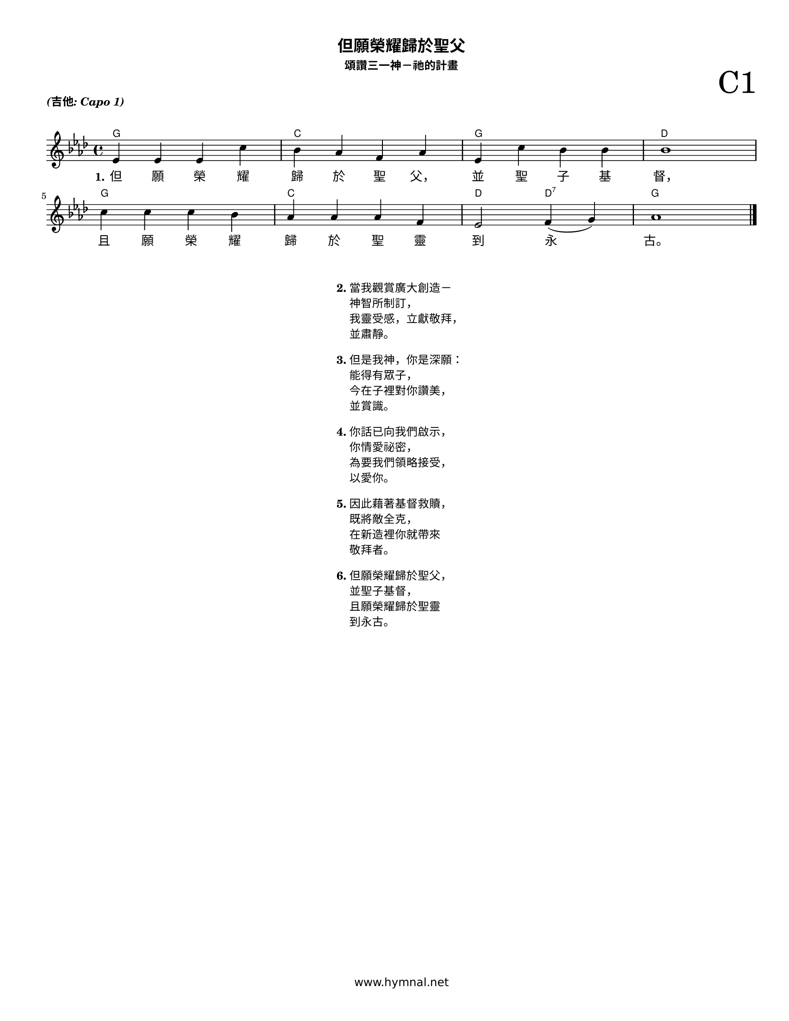 但願榮耀歸於聖父
頌讚三一神－祂的計畫
C1
(吉他: Capo 1)
G C G D
1. 但 願 榮 耀 歸 於 聖 父， 並 聖 子 基 督，
5
G C D D7 G
且 願 榮 耀 歸 於 聖 靈 到 永 古。
2. 當我觀賞廣大創造－
神智所制訂，
我靈受感，立獻敬拜，
並肅靜。
3. 但是我神，你是深願：
能得有眾子，
今在子裡對你讚美，
並賞識。
4. 你話已向我們啟示，
你情愛祕密，
為要我們領略接受，
以愛你。
5. 因此藉著基督救贖，
既將敵全克，
在新造裡你就帶來
敬拜者。
6. 但願榮耀歸於聖父，
並聖子基督，
且願榮耀歸於聖靈
到永古。
www.hymnal.net